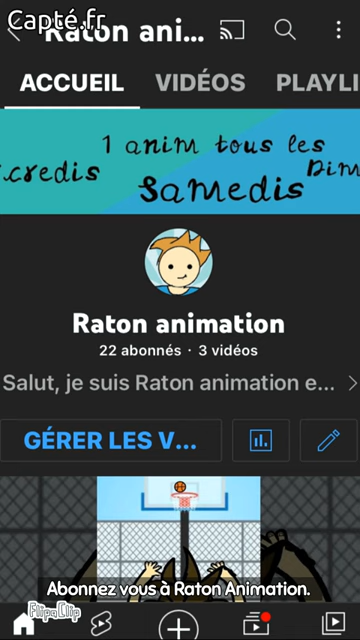 Capté.fr
Raton ani...
ACCUEIL VIDÉOS PLAYLI
1 anim tous les
credis Samedis Dim
Raton animation
22 abonnés · 3 vidéos
Salut, je suis Raton animation e...
GÉRER LES V...
Abonnez vous à Raton Animation.
FlipaClip